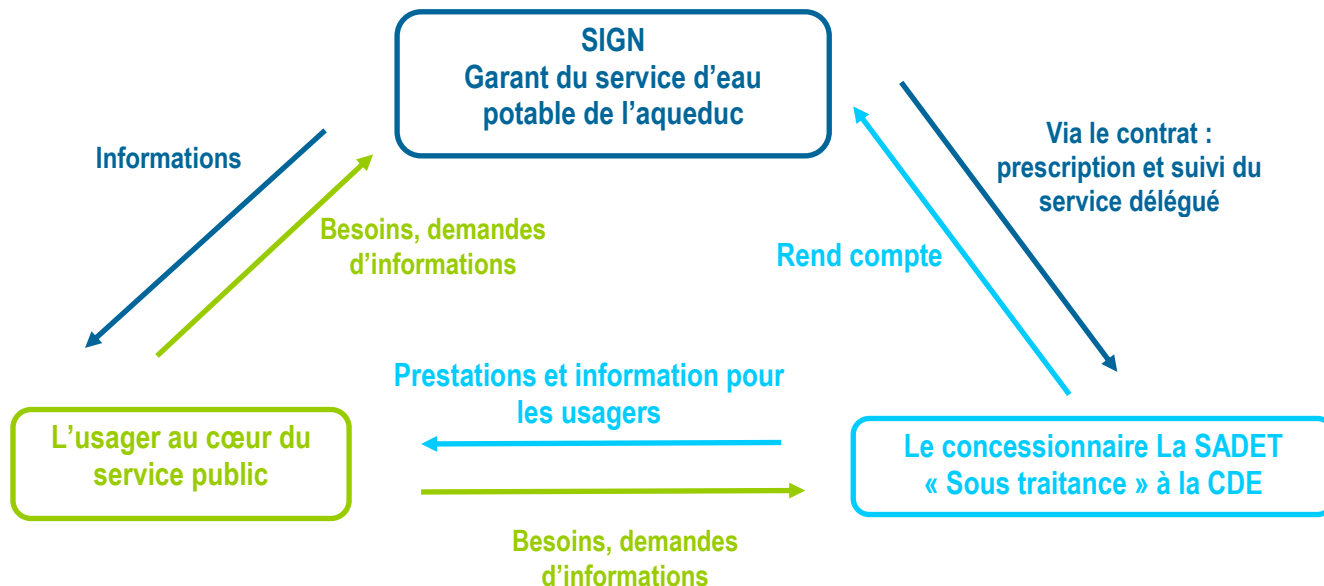 SIGN
Garant du service d’eau
potable de l’aqueduc
Informations
Via le contrat :
prescription et suivi du
service délégué
Besoins, demandes
d’informations
Rend compte
Prestations et information pour
les usagers
L’usager au cœur du
service public
Le concessionnaire La SADET
« Sous traitance » à la CDE
Besoins, demandes
d’informations